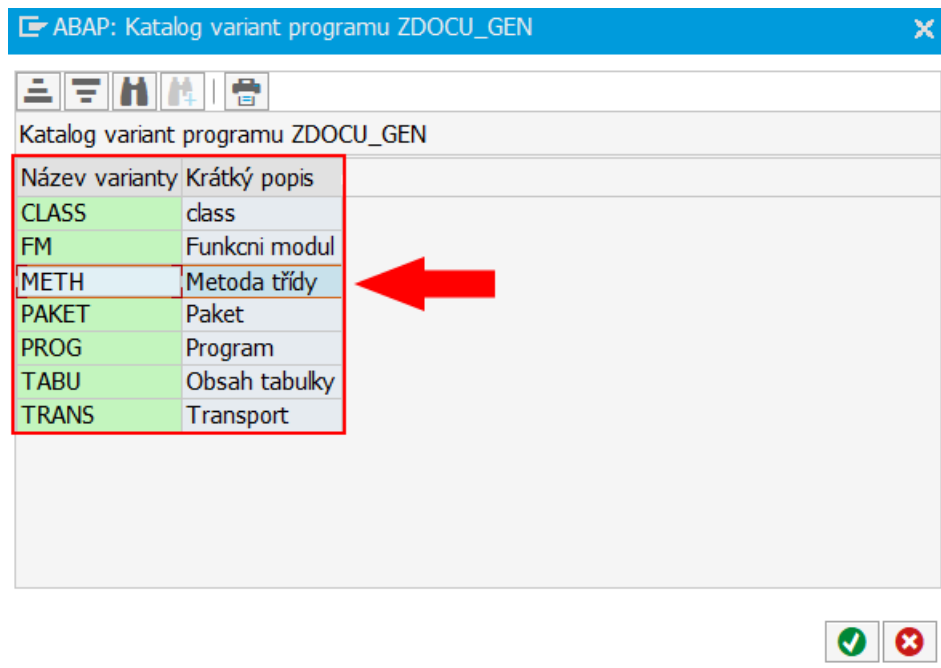 ABAP: Katalog variant programu ZDOCU_GEN
Katalog variant programu ZDOCU_GEN
Název varianty Krátký popis
CLASS class
FM Funkcni modul
METH Metoda třídy
PAKET Paket
PROG Program
TABU Obsah tabulky
TRANS Transport